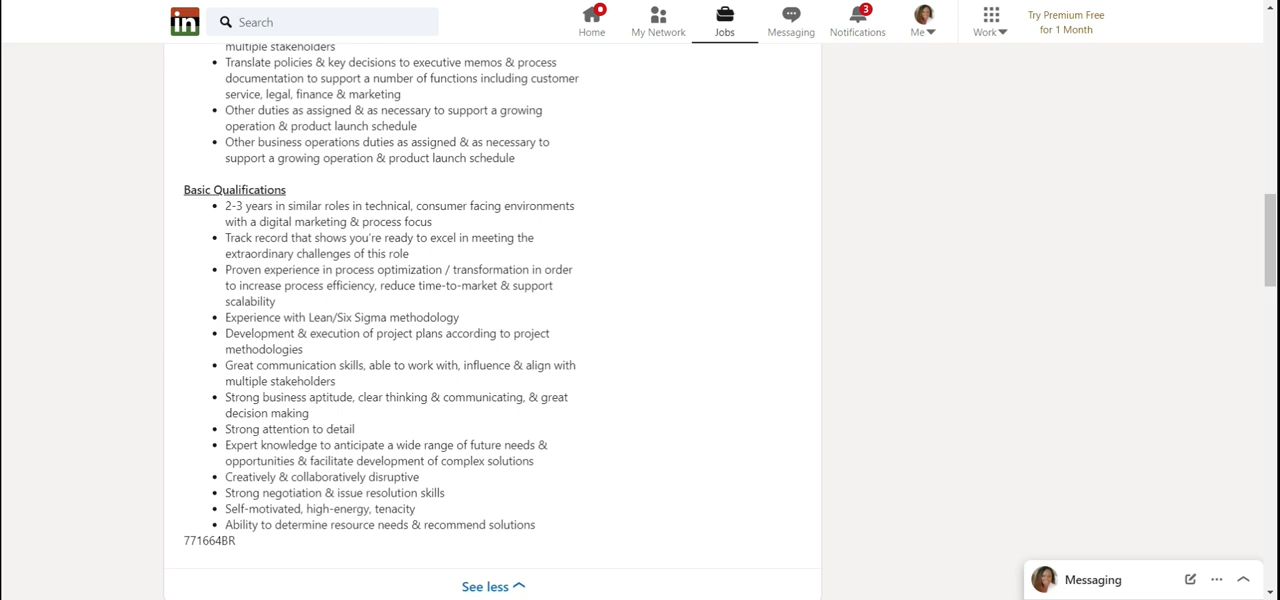 in
Search
Home
My Network
Jobs
Messaging
3
Notifications
Me
Work
Try Premium Free
for 1 Month
multiple stakeholders
• Translate policies & key decisions to executive memos & process
documentation to support a number of functions including customer
service, legal, finance & marketing
• Other duties as assigned & as necessary to support a growing
operation & product launch schedule
• Other business operations duties as assigned & as necessary to
support a growing operation & product launch schedule
Basic Qualifications
• 2-3 years in similar roles in technical, consumer facing environments
with a digital marketing & process focus
• Track record that shows you’re ready to excel in meeting the
extraordinary challenges of this role
• Proven experience in process optimization / transformation in order
to increase process efficiency, reduce time-to-market & support
scalability
• Experience with Lean/Six Sigma methodology
• Development & execution of project plans according to project
methodologies
• Great communication skills, able to work with, influence & align with
multiple stakeholders
• Strong business aptitude, clear thinking & communicating, & great
decision making
• Strong attention to detail
• Expert knowledge to anticipate a wide range of future needs &
opportunities & facilitate development of complex solutions
• Creatively & collaboratively disruptive
• Strong negotiation & issue resolution skills
• Self-motivated, high-energy, tenacity
• Ability to determine resource needs & recommend solutions
771664BR
See less
Messaging